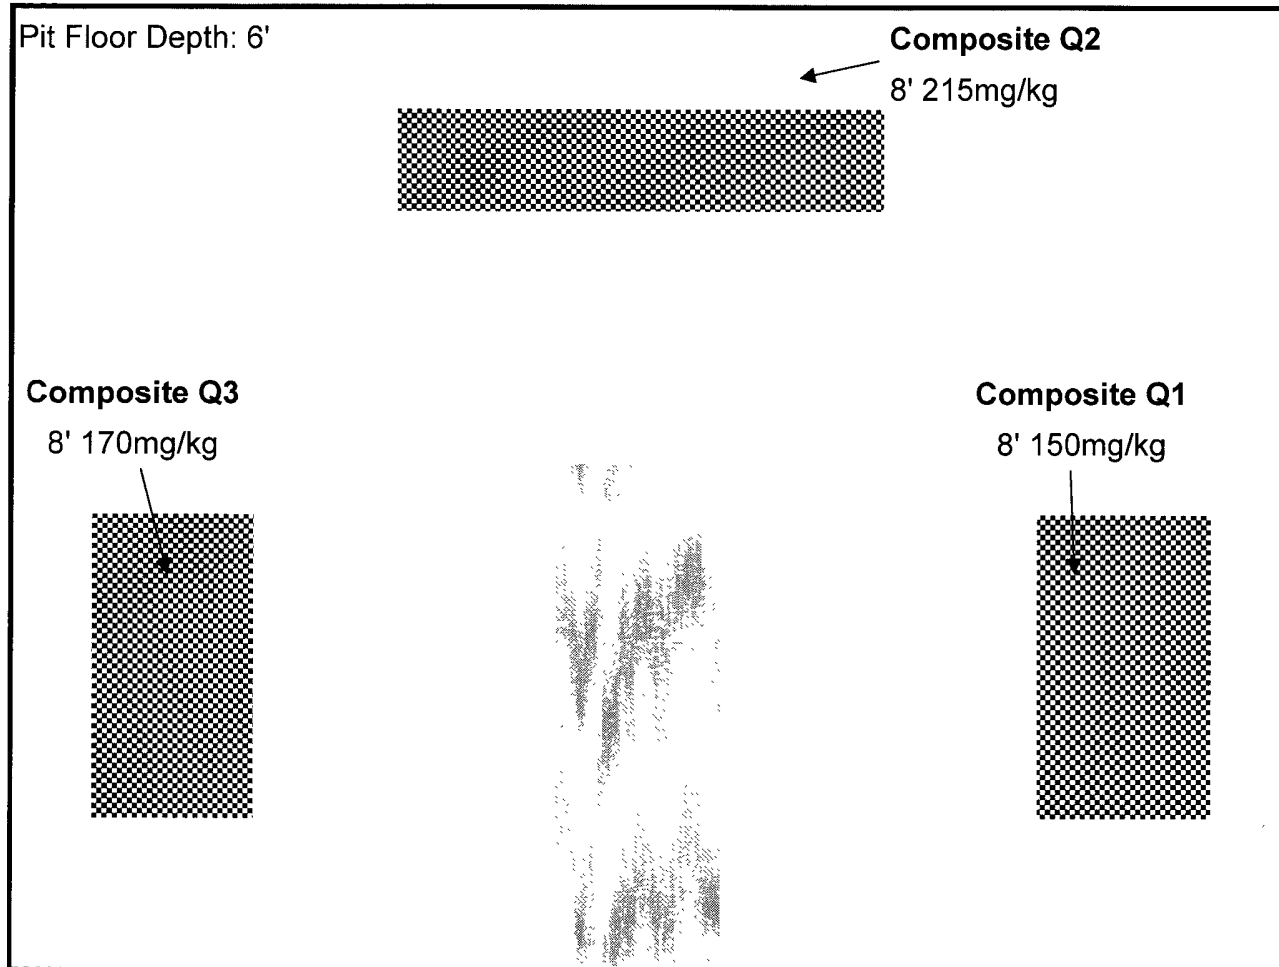 Pit Floor Depth: 6'
Composite Q2
8' 215mg/kg
Composite Q3
8' 170mg/kg
Composite Q1
8' 150mg/kg